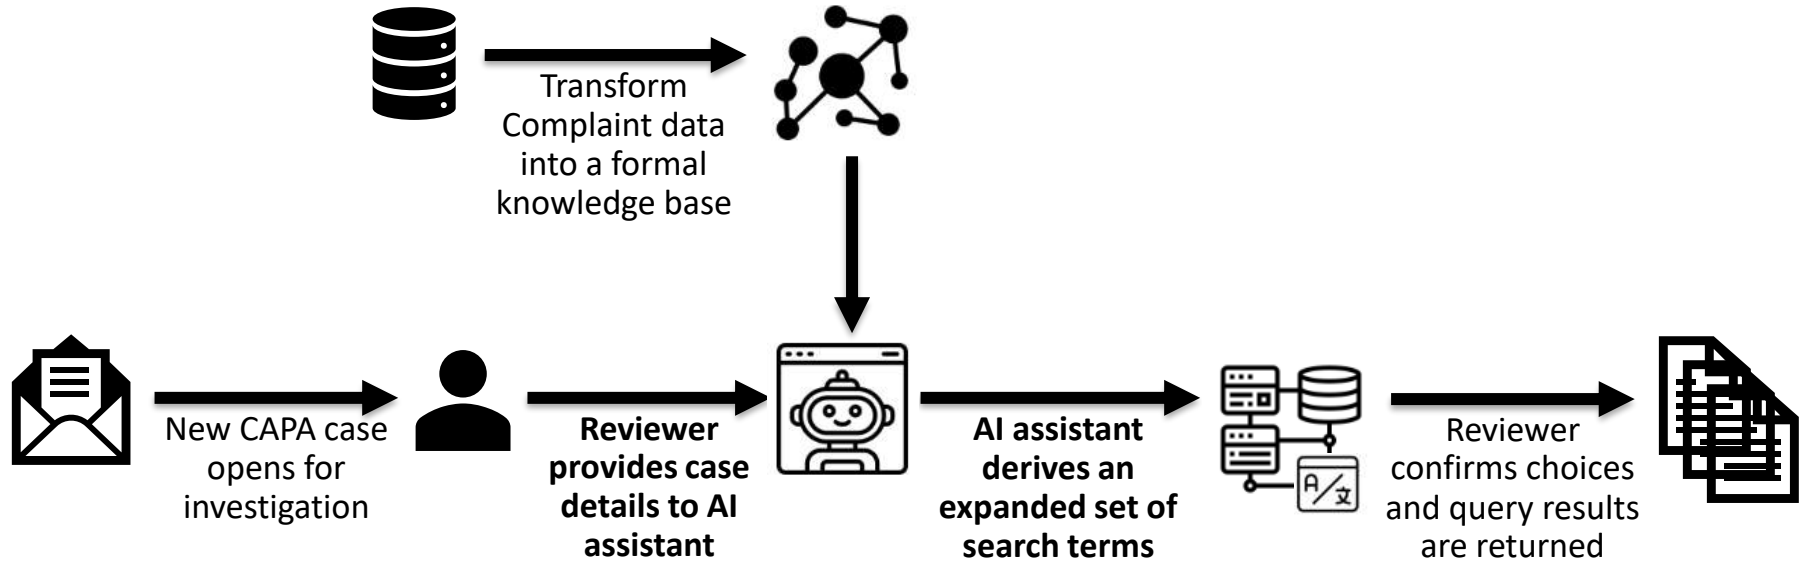 Transform
Complaint data
into a formal
knowledge base
New CAPA case
opens for
investigation
Reviewer
provides case
details to AI
assistant
AI assistant
derives an
expanded set of
search terms
A/文
Reviewer
confirms choices
and query results
are returned